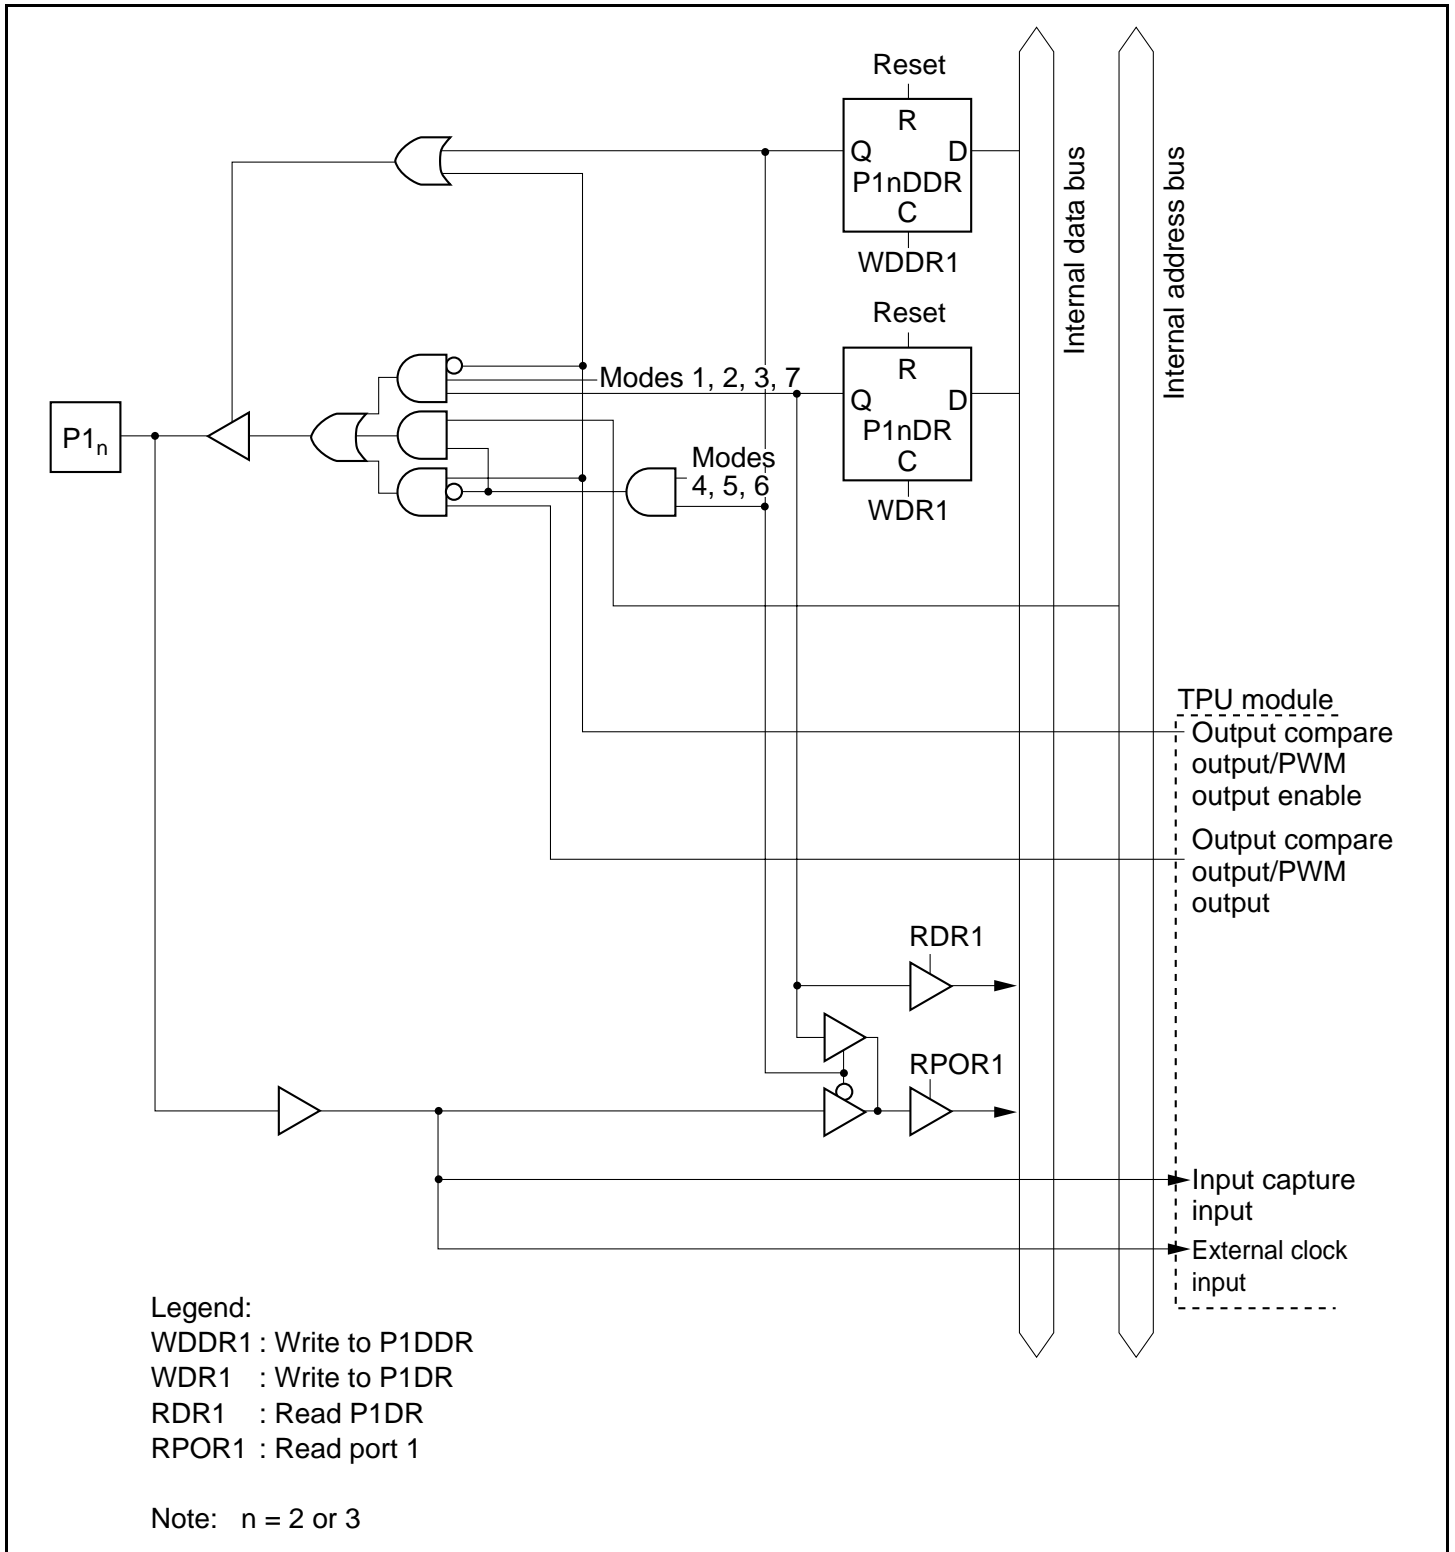 Reset
R
Q D
P1nDDR
C
WDDR1
Internal data bus
Internal address bus
Reset
Modes 1, 2, 3, 7
R
Q D
P1nDR
C
WDR1
P1n
Modes
4, 5, 6
TPU module
Output compare
output/PWM
output enable
Output compare
output/PWM
output
RDR1
RPOR1
Input capture
input
External clock
input
Legend:
WDDR1 : Write to P1DDR
WDR1 : Write to P1DR
RDR1 : Read P1DR
RPOR1 : Read port 1
Note: n = 2 or 3